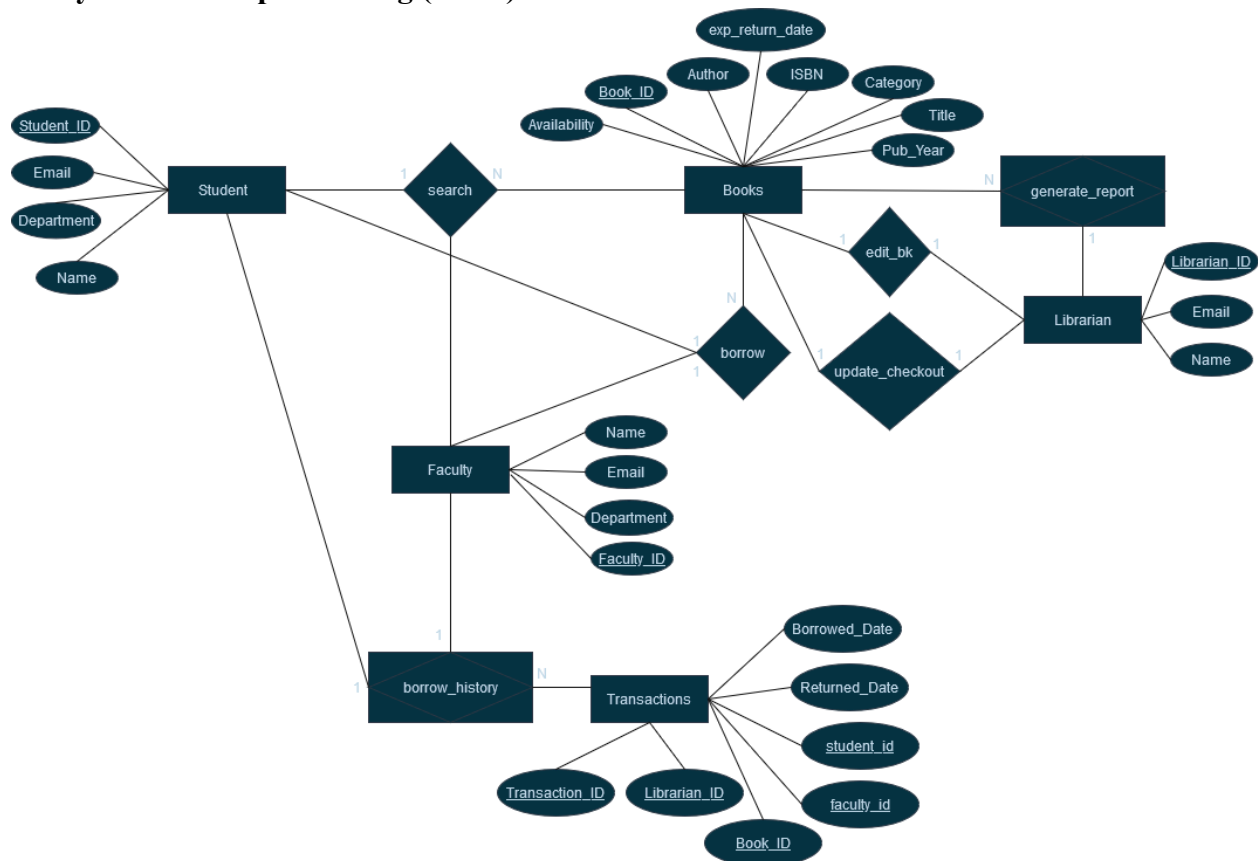 exp_return_date
Author
ISBN
Category
Book_ID
Title
Availability
Pub_Year
Student_ID
Email
Department
Name
Student
1
search
N
Books
N
generate_report
1
1
edit_bk
1
Librarian_ID
Email
Name
Librarian
N
1
borrow
1
1
update_checkout
1
Faculty
Name
Email
Department
Faculty_ID
1
1
borrow_history
N
Transactions
Borrowed_Date
Returned_Date
student_id
faculty_id
Transaction_ID
Librarian_ID
Book_ID